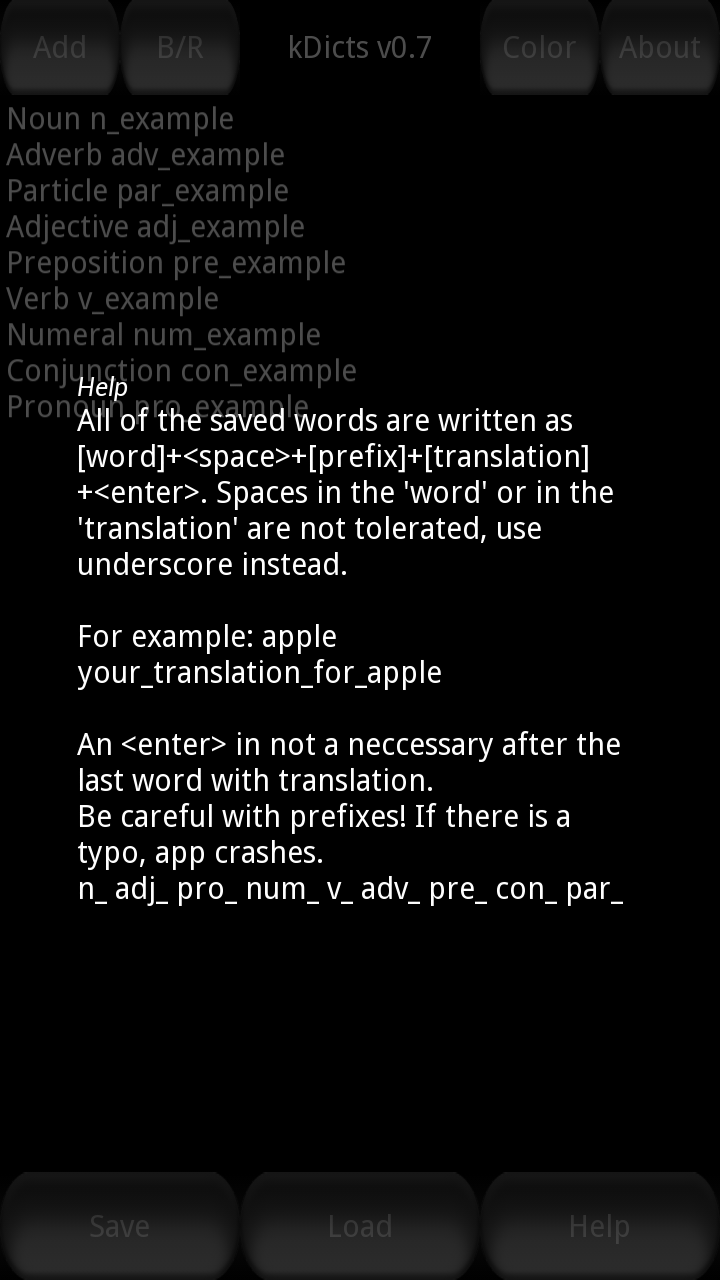 Add B/R kDicts v0.7 Color About
Noun n_example
Adverb adv_example
Particle par_example
Adjective adj_example
Preposition pre_example
Verb v_example
Numeral num_example
Conjunction con_example
Pronoun pro_example
Help
All of the saved words are written as
[word]+<space>+[prefix]+[translation]
+<enter>. Spaces in the 'word' or in the
'translation' are not tolerated, use
underscore instead.
For example: apple
your_translation_for_apple
An <enter> in not a neccessary after the
last word with translation.
Be careful with prefixes! If there is a
typo, app crashes.
n_ adj_ pro_ num_ v_ adv_ pre_ con_ par_
Save Load Help